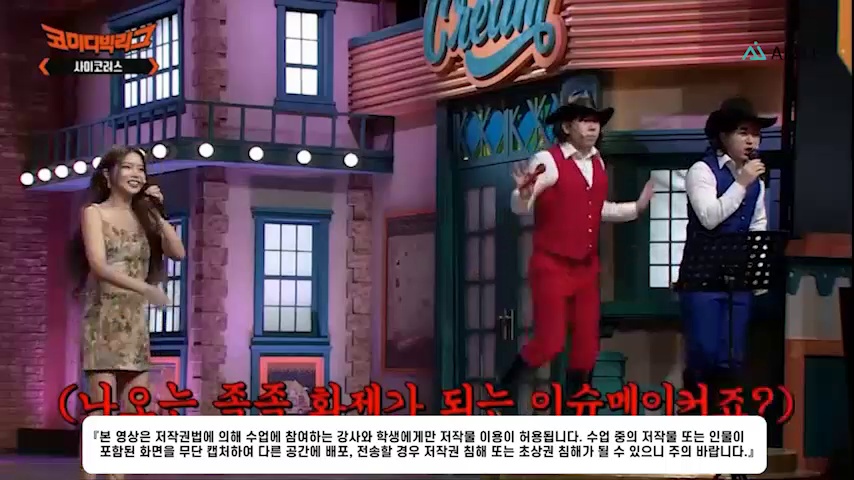 코미디빅리그
사이코러스
Cream
(나오는 족족 화제가 되는 이슈메이커죠?)
『본 영상은 저작권법에 의해 수업에 참여하는 강사와 학생에게만 저작물 이용이 허용됩니다. 수업 중의 저작물 또는 인물이
포함된 화면을 무단 캡처하여 다른 공간에 배포, 전송할 경우 저작권 침해 또는 초상권 침해가 될 수 있으니 주의 바랍니다.』